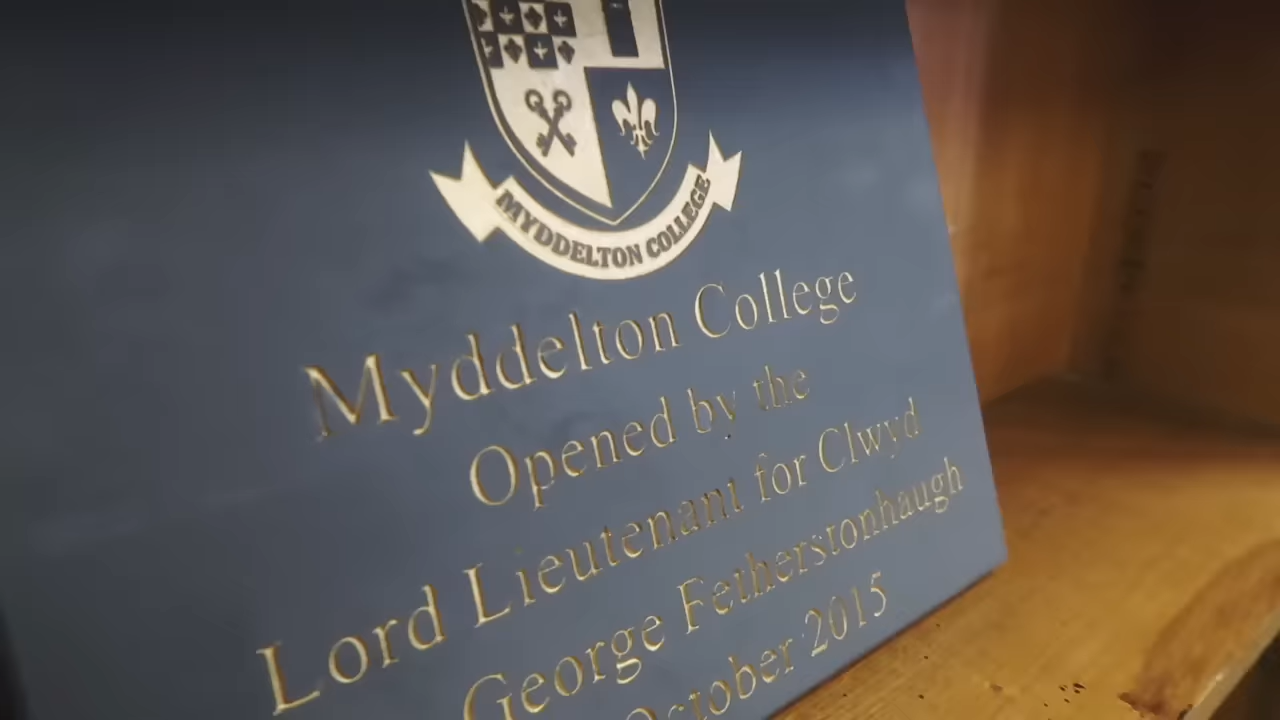 MYDDELTON COLLEGE
Myddelton College
Opened by the
Lord Lieutenant for Clwyd
George Fetherstonhaugh
October 2015